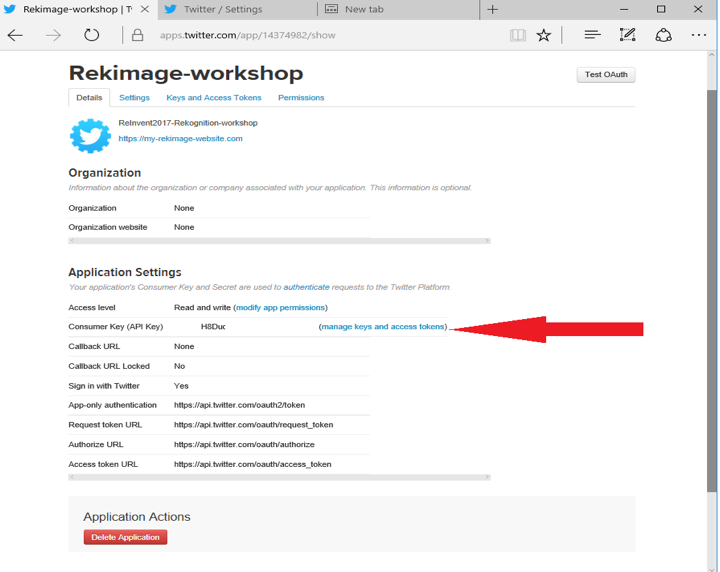 Rekimage-workshop | Tw
Twitter / Settings
New tab
apps.twitter.com/app/14374982/show
Rekimage-workshop
Test OAuth
Details Settings Keys and Access Tokens Permissions
ReInvent2017-Rekognition-workshop
https://my-rekimage-website.com
Organization
Information about the organization or company associated with your application. This information is optional.
Organization None
Organization website None
Application Settings
Your application's Consumer Key and Secret are used to authenticate requests to the Twitter Platform.
Access level Read and write (modify app permissions)
Consumer Key (API Key) H8Duc (manage keys and access tokens)
Callback URL None
Callback URL Locked No
Sign in with Twitter Yes
App-only authentication https://api.twitter.com/oauth2/token
Request token URL https://api.twitter.com/oauth/request_token
Authorize URL https://api.twitter.com/oauth/authorize
Access token URL https://api.twitter.com/oauth/access_token
Application Actions
Delete Application